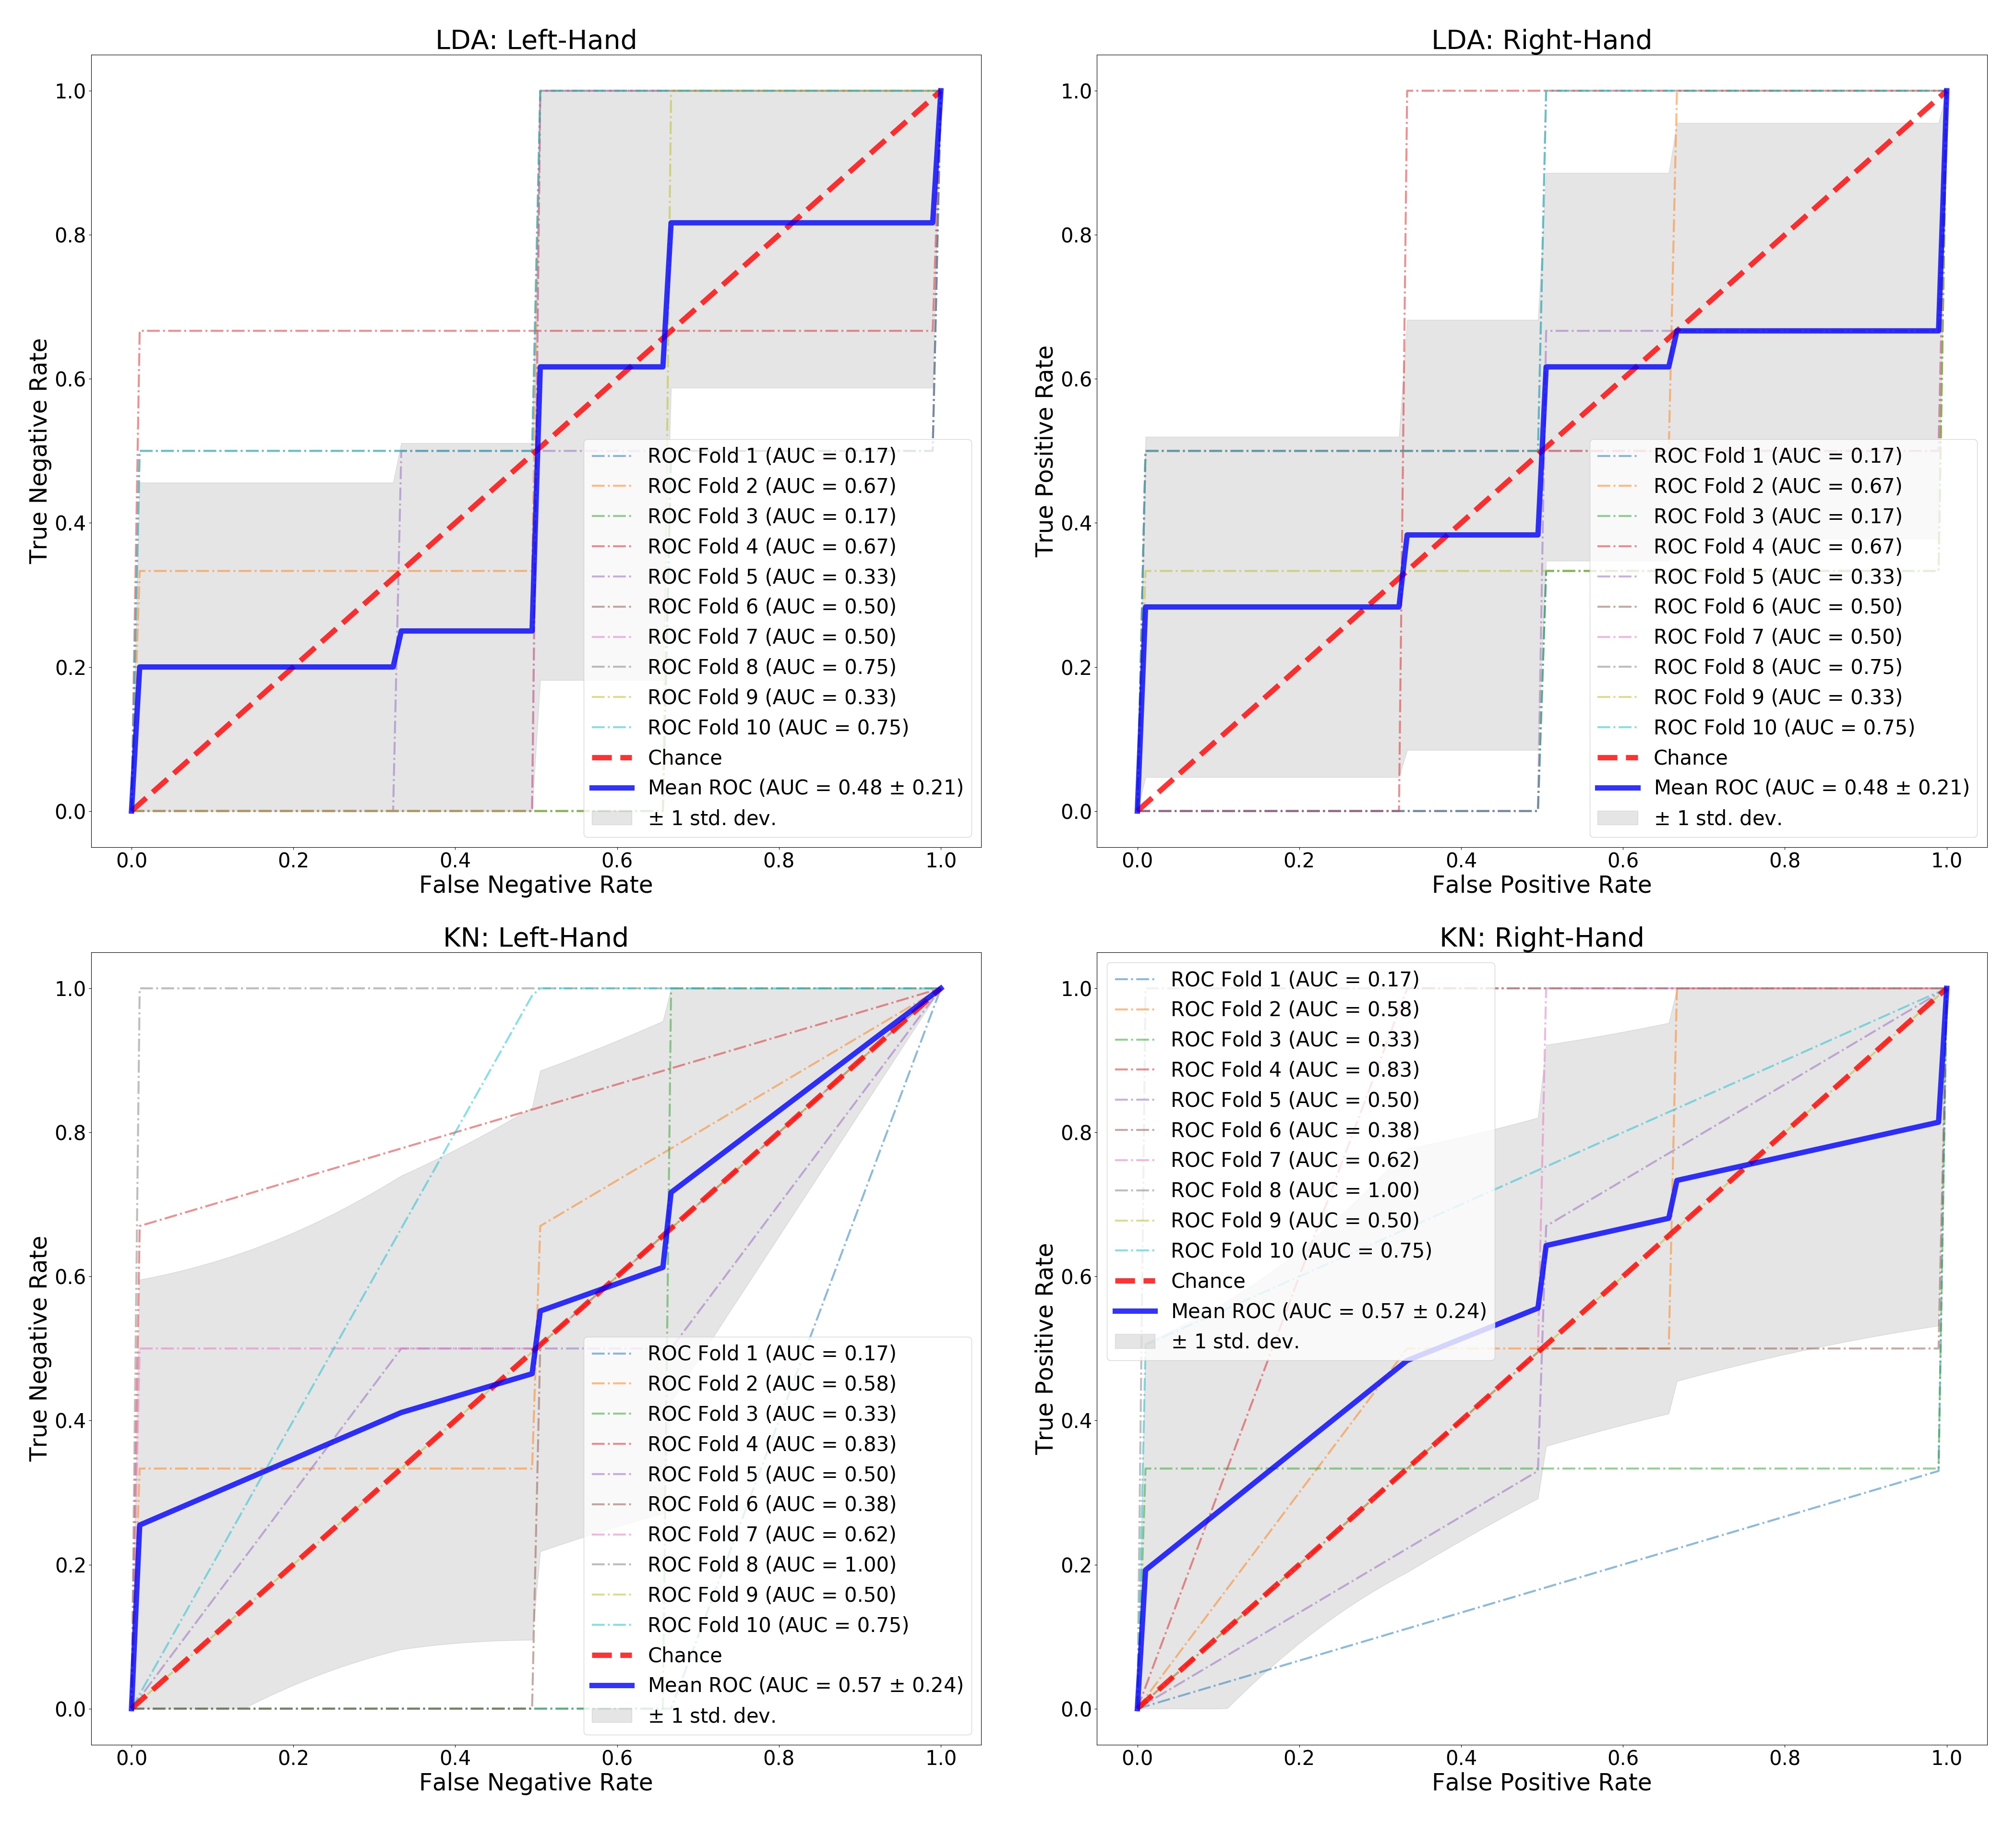 LDA: Left-Hand
True Negative Rate
1.0
0.8
0.6
0.4
0.2
0.0
ROC Fold 1 (AUC = 0.17)
ROC Fold 2 (AUC = 0.67)
ROC Fold 3 (AUC = 0.17)
ROC Fold 4 (AUC = 0.67)
ROC Fold 5 (AUC = 0.33)
ROC Fold 6 (AUC = 0.50)
ROC Fold 7 (AUC = 0.50)
ROC Fold 8 (AUC = 0.75)
ROC Fold 9 (AUC = 0.33)
ROC Fold 10 (AUC = 0.75)
Chance
Mean ROC (AUC = 0.48 ± 0.21)
± 1 std. dev.
0.0 0.2 0.4 0.6 0.8 1.0
False Negative Rate
LDA: Right-Hand
True Positive Rate
1.0
0.8
0.6
0.4
0.2
0.0
ROC Fold 1 (AUC = 0.17)
ROC Fold 2 (AUC = 0.67)
ROC Fold 3 (AUC = 0.17)
ROC Fold 4 (AUC = 0.67)
ROC Fold 5 (AUC = 0.33)
ROC Fold 6 (AUC = 0.50)
ROC Fold 7 (AUC = 0.50)
ROC Fold 8 (AUC = 0.75)
ROC Fold 9 (AUC = 0.33)
ROC Fold 10 (AUC = 0.75)
Chance
Mean ROC (AUC = 0.48 ± 0.21)
± 1 std. dev.
0.0 0.2 0.4 0.6 0.8 1.0
False Positive Rate
KN: Left-Hand
True Negative Rate
1.0
0.8
0.6
0.4
0.2
0.0
ROC Fold 1 (AUC = 0.17)
ROC Fold 2 (AUC = 0.58)
ROC Fold 3 (AUC = 0.33)
ROC Fold 4 (AUC = 0.83)
ROC Fold 5 (AUC = 0.50)
ROC Fold 6 (AUC = 0.38)
ROC Fold 7 (AUC = 0.62)
ROC Fold 8 (AUC = 1.00)
ROC Fold 9 (AUC = 0.50)
ROC Fold 10 (AUC = 0.75)
Chance
Mean ROC (AUC = 0.57 ± 0.24)
± 1 std. dev.
0.0 0.2 0.4 0.6 0.8 1.0
False Negative Rate
KN: Right-Hand
True Positive Rate
1.0
0.8
0.6
0.4
0.2
0.0
ROC Fold 1 (AUC = 0.17)
ROC Fold 2 (AUC = 0.58)
ROC Fold 3 (AUC = 0.33)
ROC Fold 4 (AUC = 0.83)
ROC Fold 5 (AUC = 0.50)
ROC Fold 6 (AUC = 0.38)
ROC Fold 7 (AUC = 0.62)
ROC Fold 8 (AUC = 1.00)
ROC Fold 9 (AUC = 0.50)
ROC Fold 10 (AUC = 0.75)
Chance
Mean ROC (AUC = 0.57 ± 0.24)
± 1 std. dev.
0.0 0.2 0.4 0.6 0.8 1.0
False Positive Rate